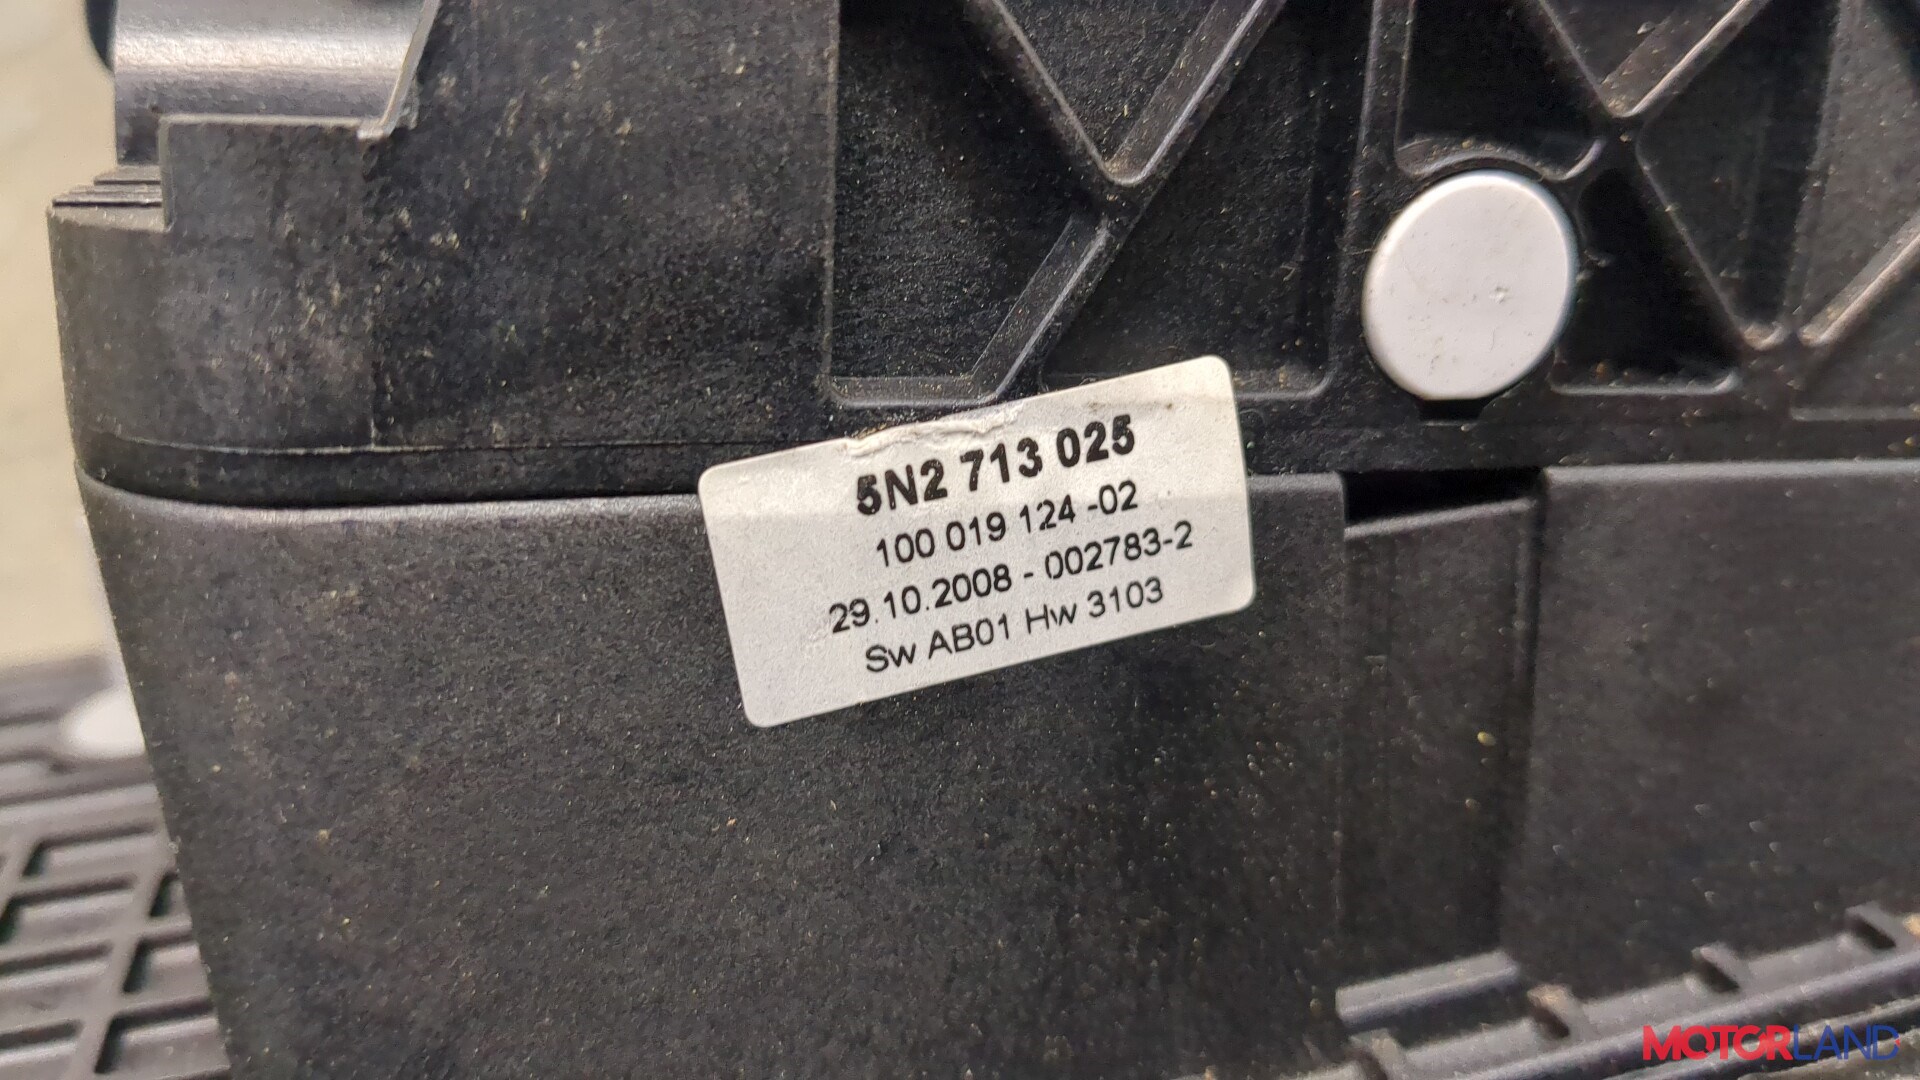 5N2 713 025
100 019 124 -02
29.10.2008 - 002783-2
Sw AB01 Hw 3103
MOTORLAND